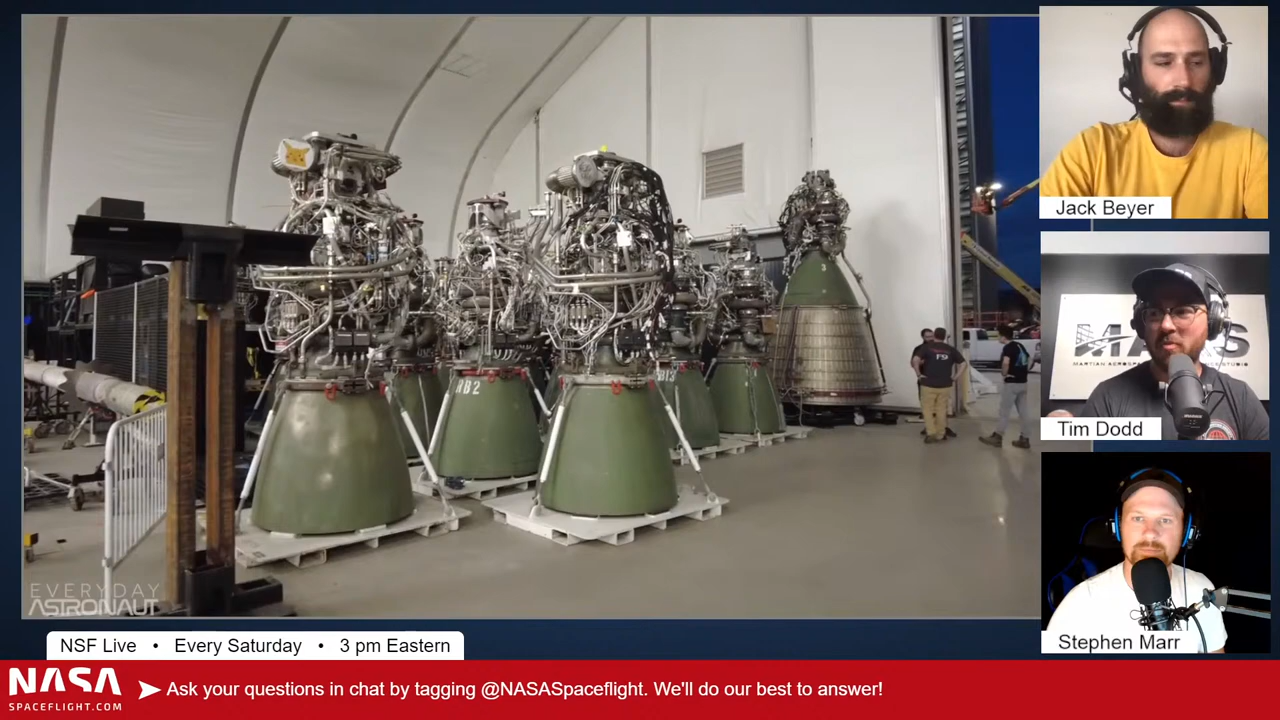 Jack Beyer
MARS
Tim Dodd
RB2
EVERYDAY
ASTRONAUT
Stephen Marr
NSF Live • Every Saturday • 3 pm Eastern
NASA
SPACEFLIGHT.COM
Ask your questions in chat by tagging @NASASpaceflight. We'll do our best to answer!